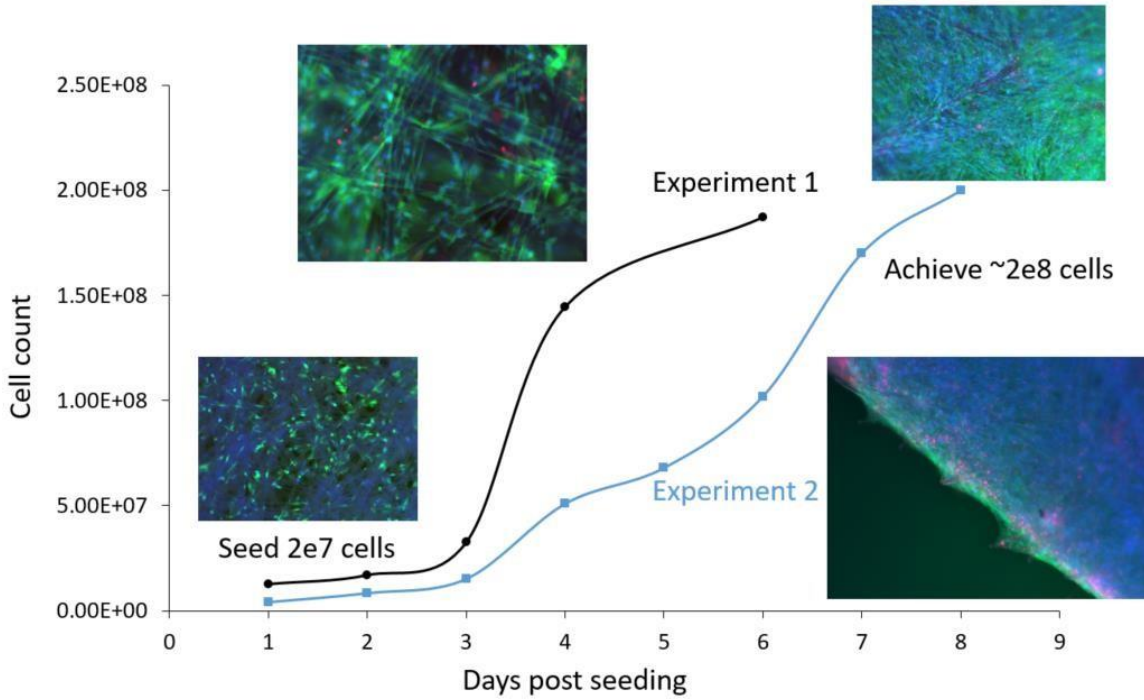 2.50E+08
2.00E+08
1.50E+08
1.00E+08
5.00E+07
0.00E+00
Cell count
Experiment 1
Achieve ~2e8 cells
Experiment 2
Seed 2e7 cells
0 1 2 3 4 5 6 7 8 9
Days post seeding